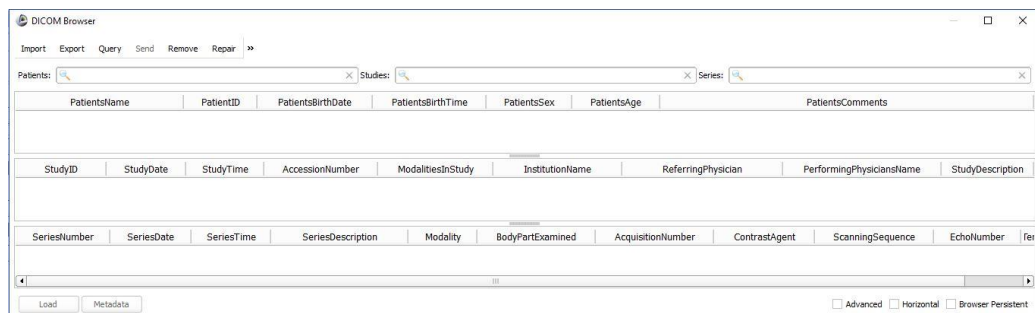 DICOM Browser
Import Export Query Send Remove Repair »
Patients: Studies: Series:
PatientsName PatientID PatientsBirthDate PatientsBirthTime PatientsSex PatientsAge PatientsComments
StudyID StudyDate StudyTime AccessionNumber ModalitiesInStudy InstitutionName ReferringPhysician PerformingPhysiciansName StudyDescription
SeriesNumber SeriesDate SeriesTime SeriesDescription Modality BodyPartExamined AcquisitionNumber ContrastAgent ScanningSequence EchoNumber
Load Metadata Advanced Horizontal Browser Persistent